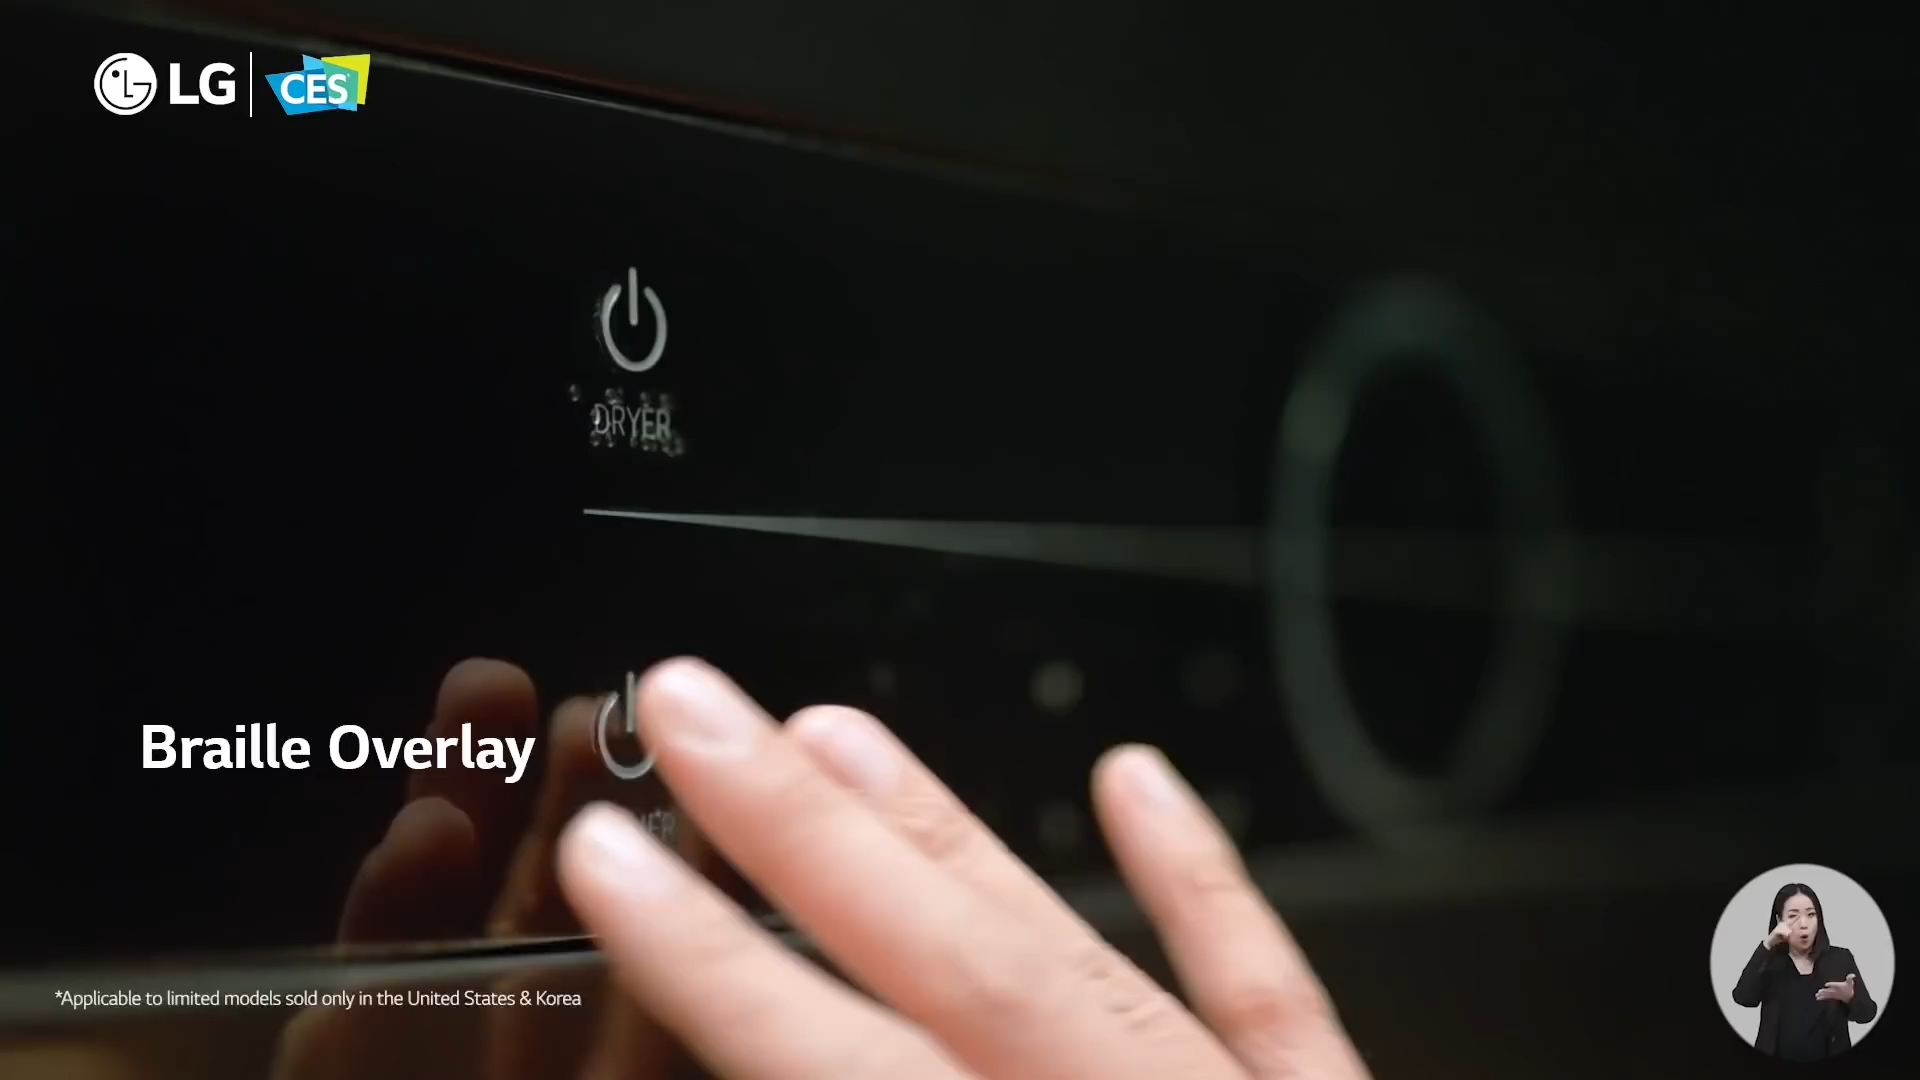 LG
CES
DRYER
Braille Overlay
*Applicable to limited models sold only in the United States & Korea